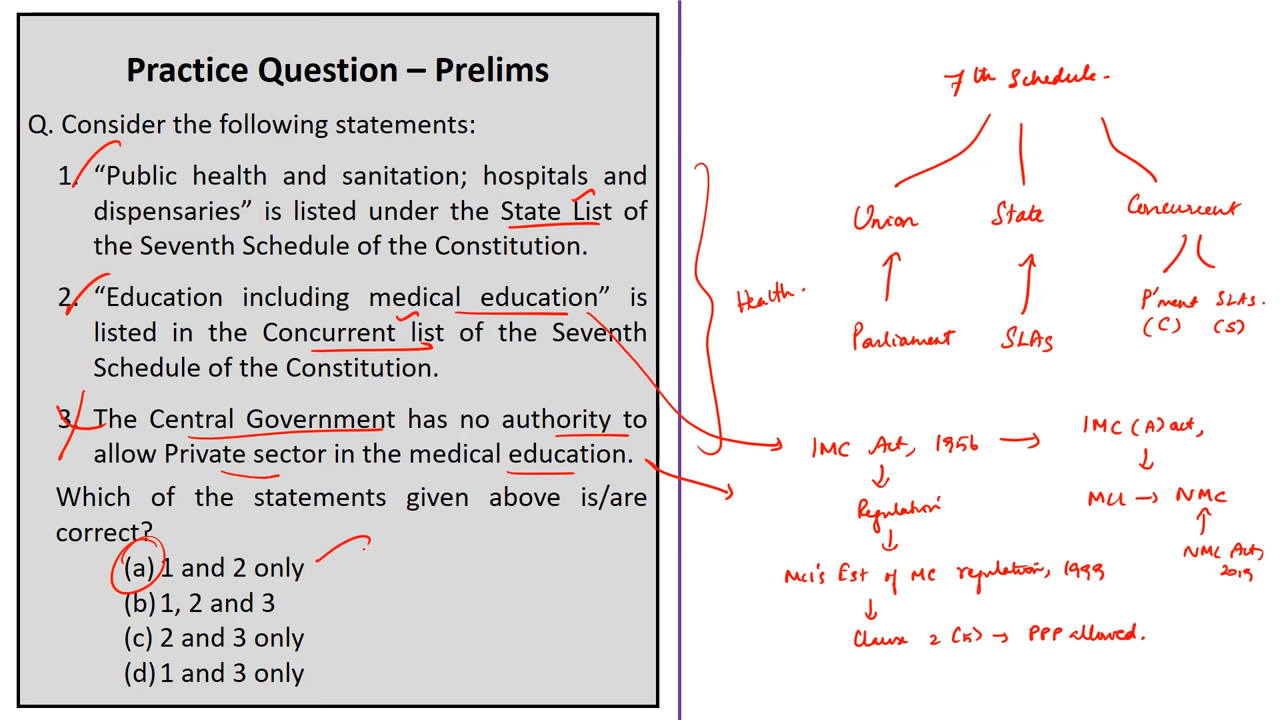 Practice Question – Prelims
Q. Consider the following statements:
1. “Public health and sanitation; hospitals and
dispensaries” is listed under the State List of
the Seventh Schedule of the Constitution.
2. “Education including medical education” is
listed in the Concurrent list of the Seventh
Schedule of the Constitution.
3. The Central Government has no authority to
allow Private sector in the medical education.
Which of the statements given above is/are
correct?
(a) 1 and 2 only
(b) 1, 2 and 3
(c) 2 and 3 only
(d) 1 and 3 only
7th Schedule.
Union State Concurrent
Health.
P'ment SLAs.
(C) (S)
Parliament SLAs
IMC Act, 1956 → IMC (A) act,
Regulation
MCI → NMC
NMC Act, 2019
MCI's Est of MC regulation, 1999
Clause 2 (5) → PPP allowed.